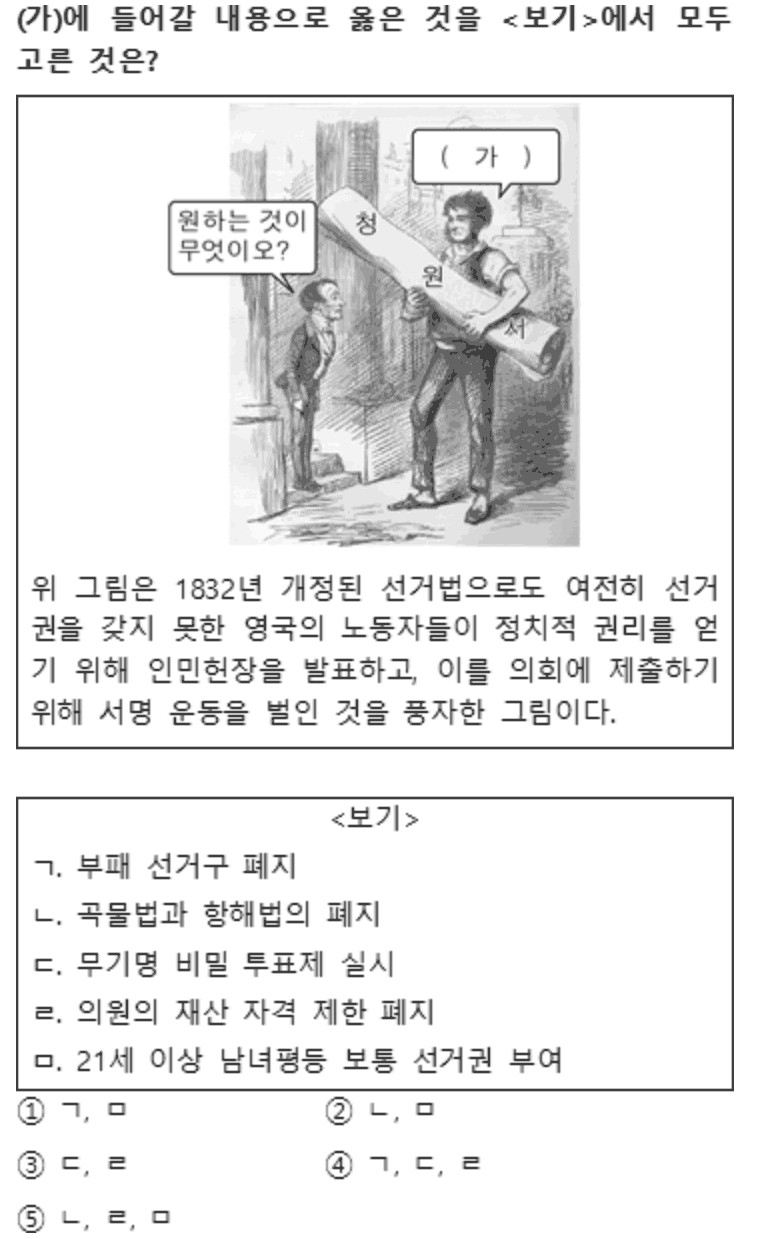 (가)에 들어갈 내용으로 옳은 것을 <보기>에서 모두
고른 것은?
( 가 )
원하는 것이
무엇이오?
청
원
서
위 그림은 1832년 개정된 선거법으로도 여전히 선거
권을 갖지 못한 영국의 노동자들이 정치적 권리를 얻
기 위해 인민헌장을 발표하고, 이를 의회에 제출하기
위해 서명 운동을 벌인 것을 풍자한 그림이다.
<보기>
ㄱ. 부패 선거구 폐지
ㄴ. 곡물법과 항해법의 폐지
ㄷ. 무기명 비밀 투표제 실시
ㄹ. 의원의 재산 자격 제한 폐지
ㅁ. 21세 이상 남녀평등 보통 선거권 부여
① ㄱ, ㅁ ② ㄴ, ㅁ
③ ㄷ, ㄹ ④ ㄱ, ㄷ, ㄹ
⑤ ㄴ, ㄹ, ㅁ